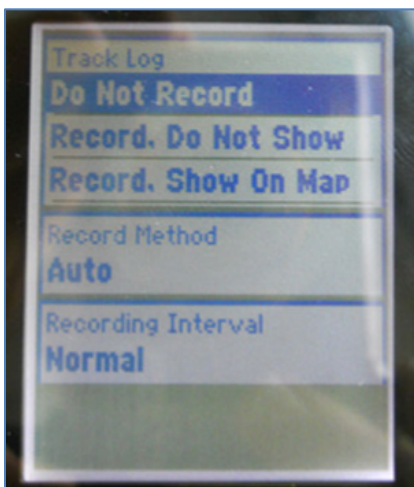 Track Log
Do Not Record
Record, Do Not Show
Record, Show On Map
Record Method
Auto
Recording Interval
Normal